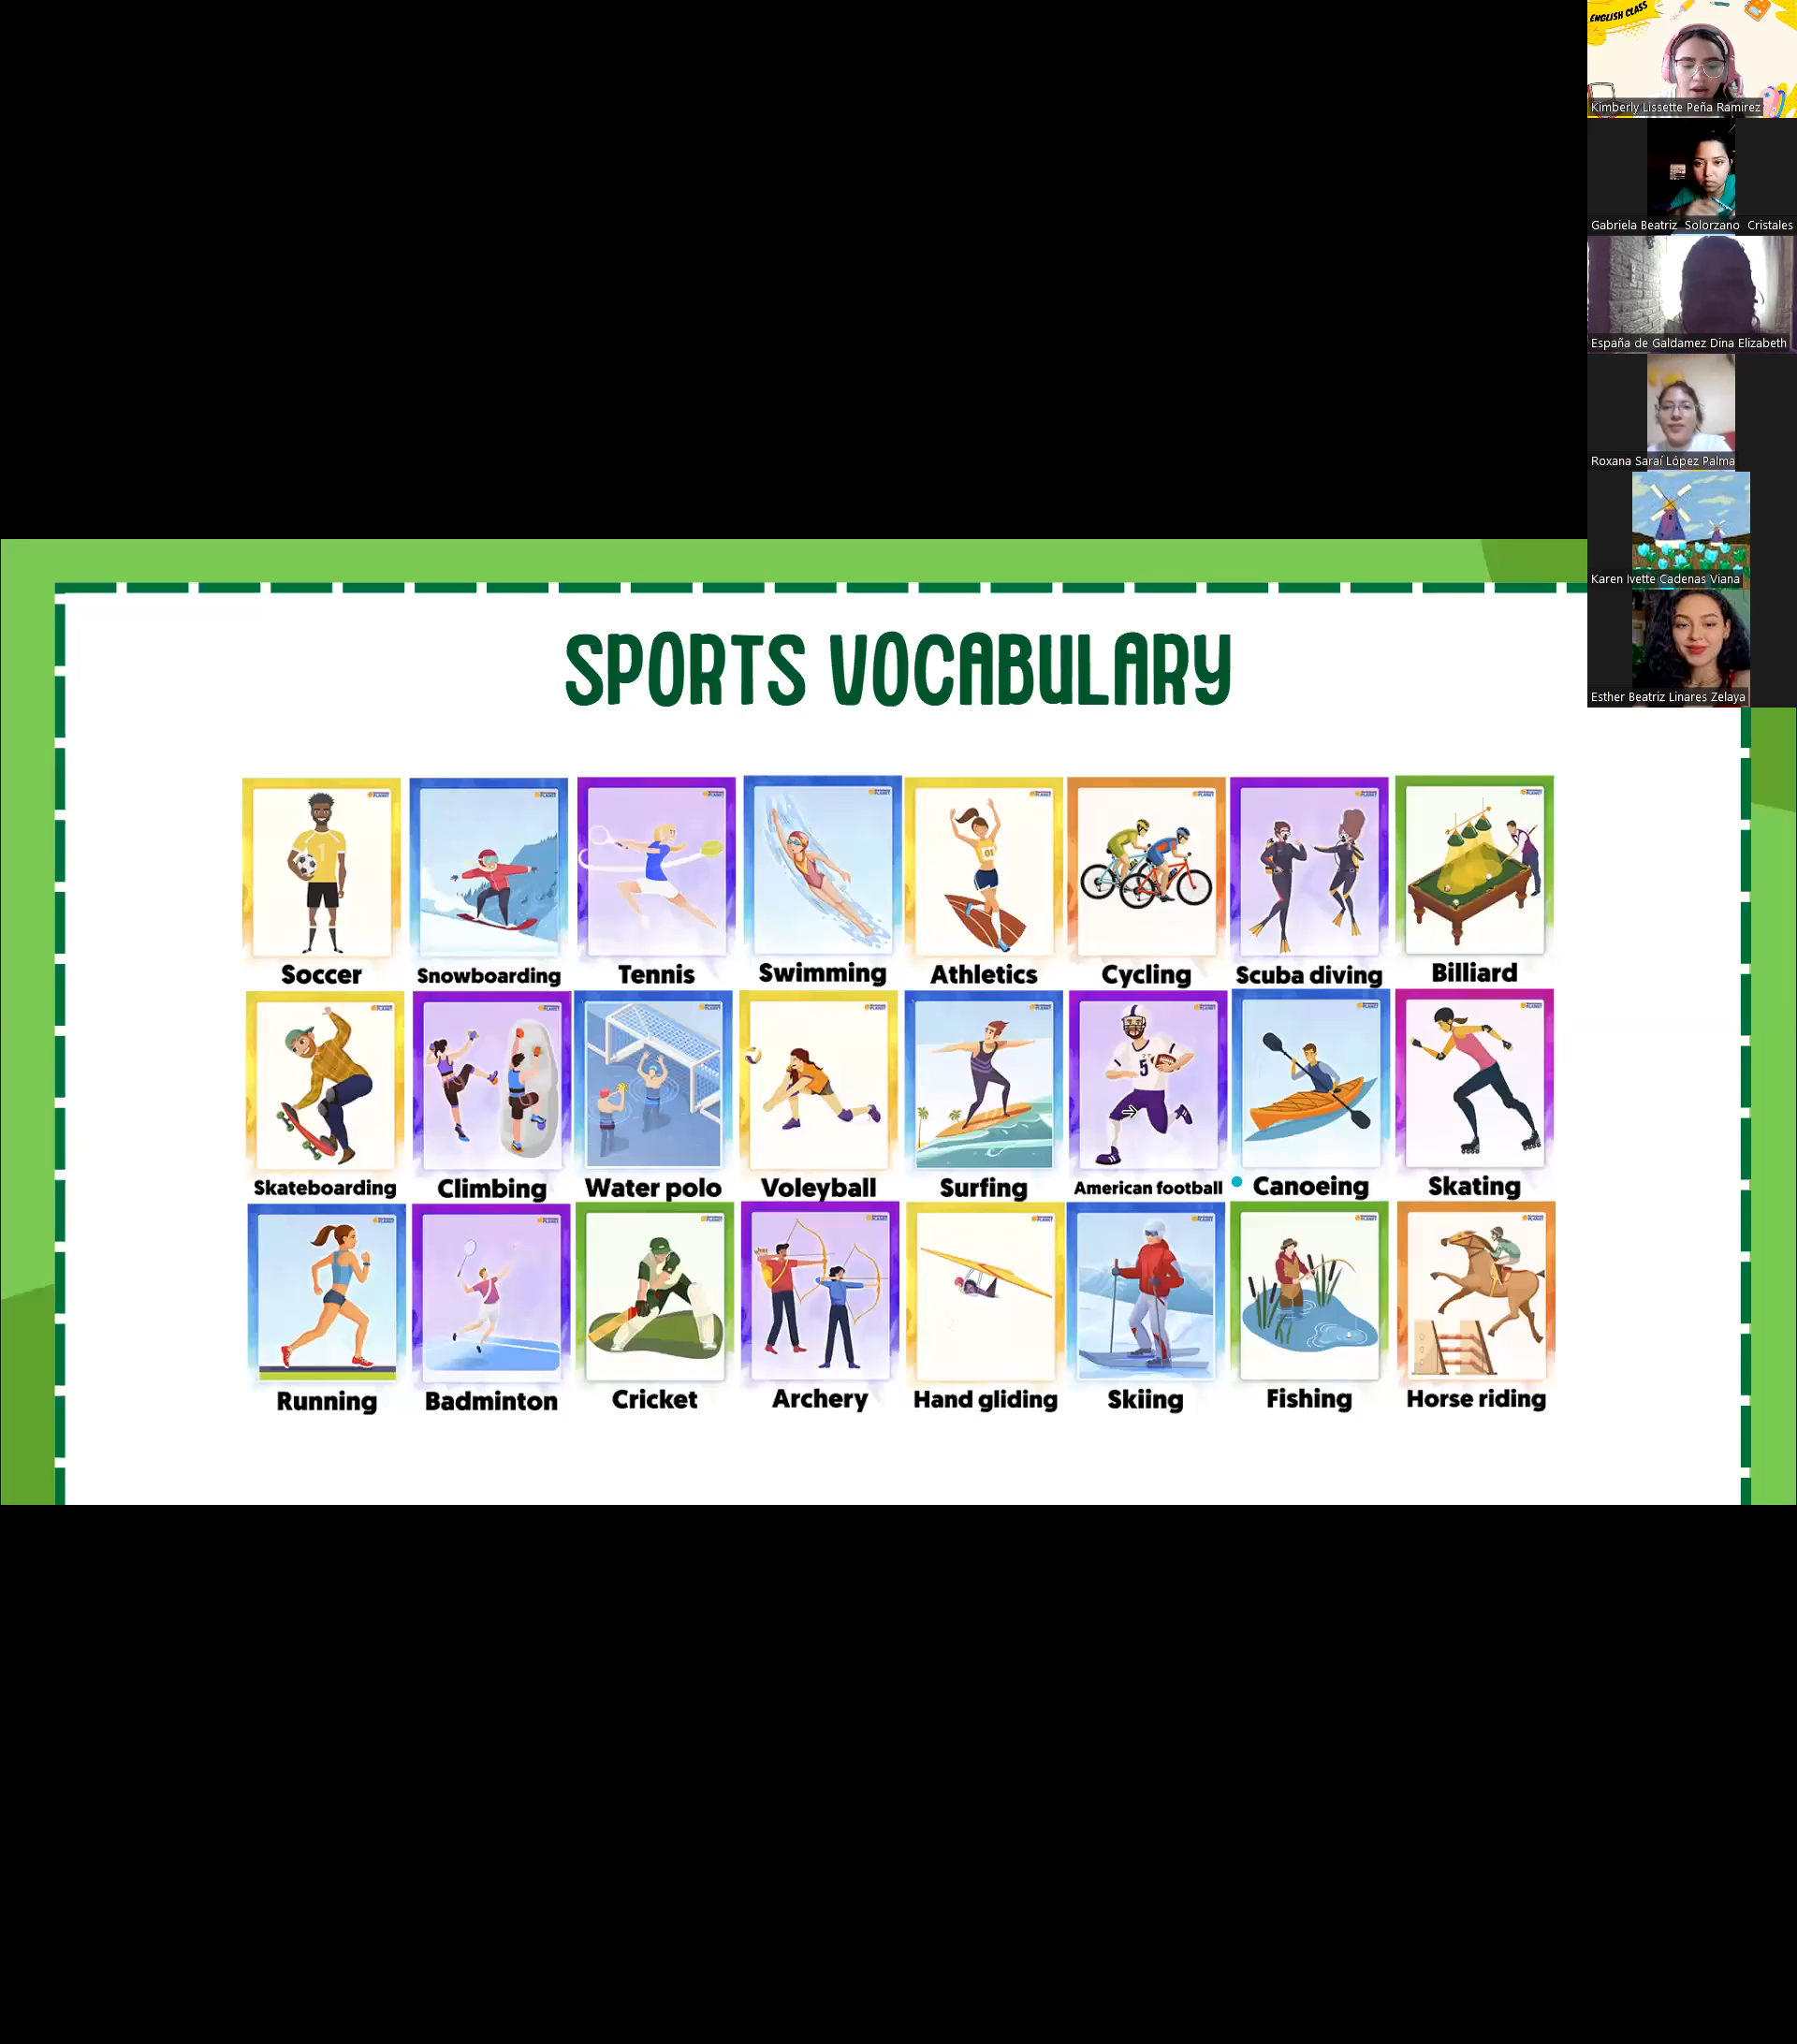 ENGLISH CLASS
Kimberly Lissette Peña Ramirez
Gabriela Beatriz Solorzano Cristales
España de Galdamez Dina Elizabeth
Roxana Saraí López Palma
Karen Ivette Cadenas Viana
Esther Beatriz Linares Zelaya
SPORTS VOCABULARY
01
1
Soccer Snowboarding Tennis Swimming Athletics Cycling Scuba diving Billiard
5
Skateboarding Climbing Water polo Voleyball Surfing American football Canoeing Skating
Running Badminton Cricket Archery Hand gliding Skiing Fishing Horse riding